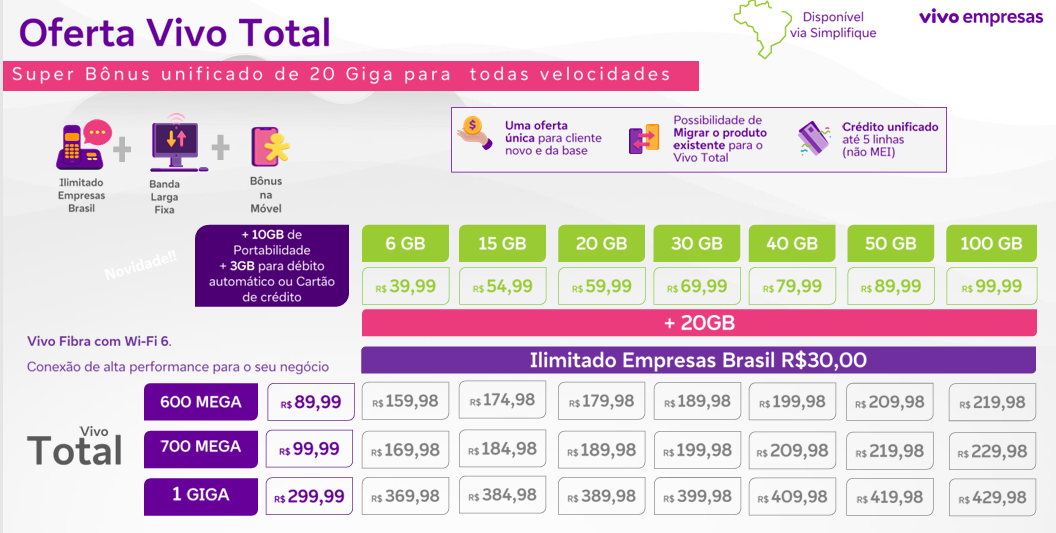 Oferta Vivo Total
Disponível
via Simplifique
vivo empresas
Super Bônus unificado de 20 Giga para todas velocidades
Ilimitado
Empresas
Brasil
Banda
Larga
Fixa
Bônus
na
Móvel
Uma oferta
única para cliente
novo e da base
Possibilidade de
Migrar o produto
existente para o
Vivo Total
Crédito unificado
até 5 linhas
(não MEI)
Novidade!!
+ 10GB de
Portabilidade
+ 3GB para débito
automático ou Cartão
de crédito
6 GB 15 GB 20 GB 30 GB 40 GB 50 GB 100 GB
R$ 39,99 R$ 54,99 R$ 59,99 R$ 69,99 R$ 79,99 R$ 89,99 R$ 99,99
+ 20GB
Vivo Fibra com Wi-Fi 6.
Conexão de alta performance para o seu negócio
Ilimitado Empresas Brasil R$30,00
Vivo
Total
600 MEGA R$ 89,99 R$ 159,98 R$ 174,98 R$ 179,98 R$ 189,98 R$ 199,98 R$ 209,98 R$ 219,98
700 MEGA R$ 99,99 R$ 169,98 R$ 184,98 R$ 189,98 R$ 199,98 R$ 209,98 R$ 219,98 R$ 229,98
1 GIGA R$ 299,99 R$ 369,98 R$ 384,98 R$ 389,98 R$ 399,98 R$ 409,98 R$ 419,98 R$ 429,98